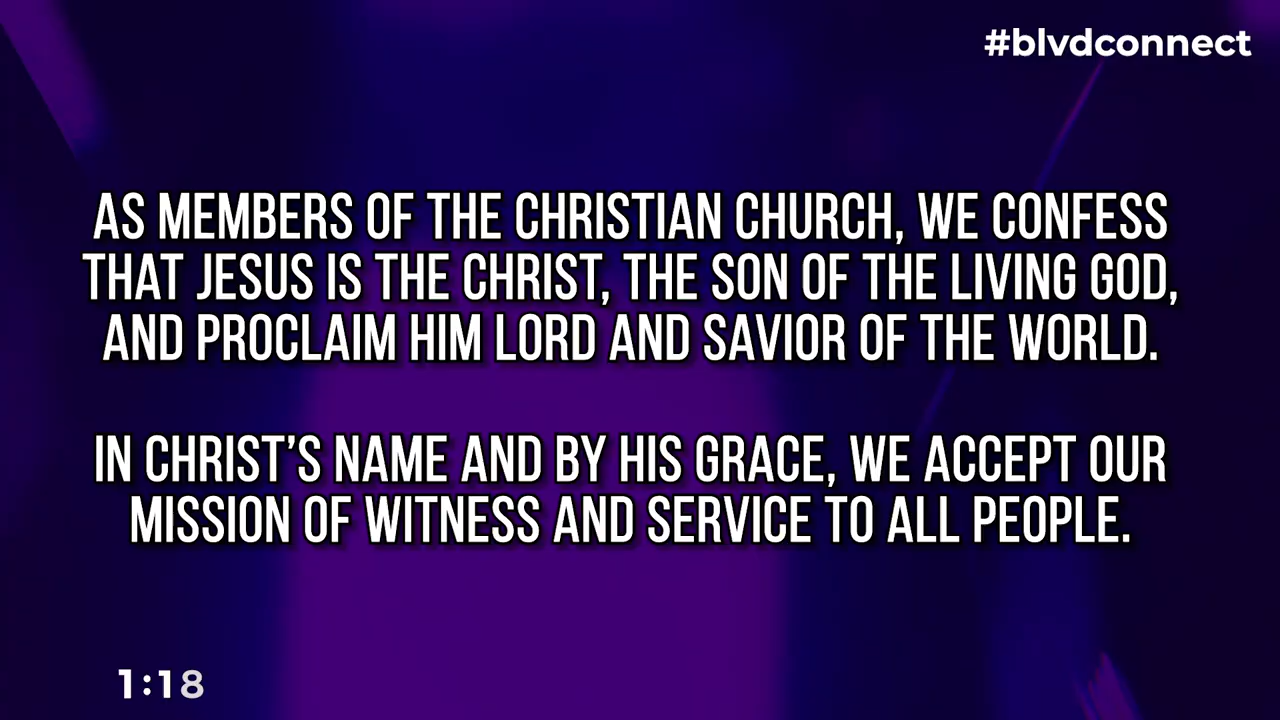 #blvdconnect
AS MEMBERS OF THE CHRISTIAN CHURCH, WE CONFESS
THAT JESUS IS THE CHRIST, THE SON OF THE LIVING GOD,
AND PROCLAIM HIM LORD AND SAVIOR OF THE WORLD.
IN CHRIST’S NAME AND BY HIS GRACE, WE ACCEPT OUR
MISSION OF WITNESS AND SERVICE TO ALL PEOPLE.
1:18